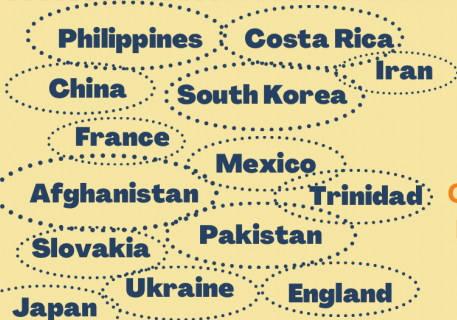 Philippines
Costa Rica
Iran
China
South Korea
France
Mexico
Afghanistan
Trinidad
Pakistan
Slovakia
Ukraine
England
Japan